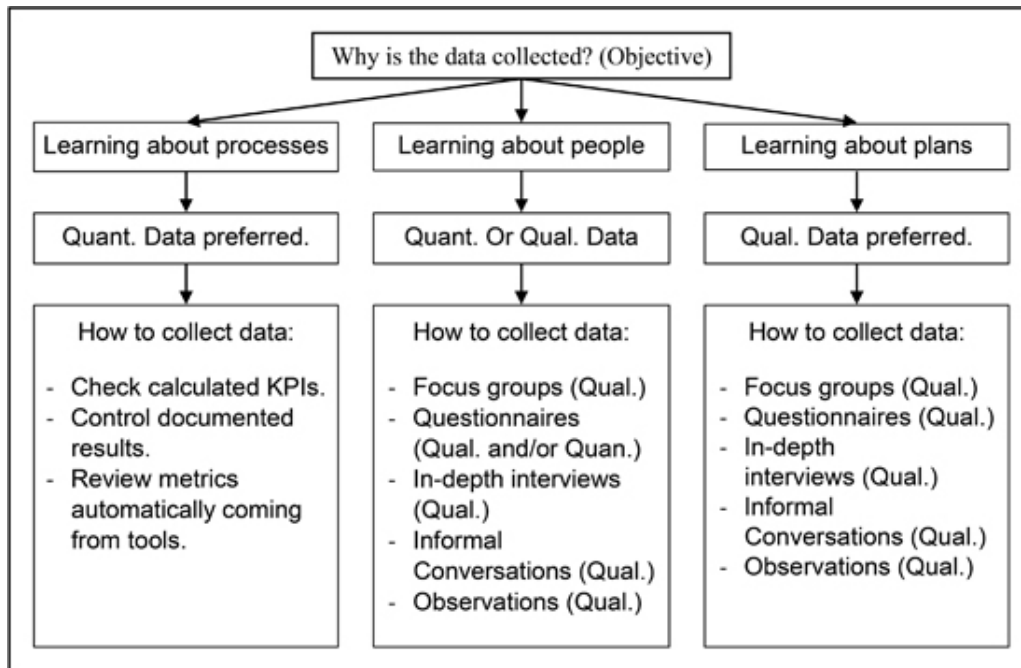 Why is the data collected? (Objective)
Learning about processes
Learning about people
Learning about plans
Quant. Data preferred.
Quant. Or Qual. Data
Qual. Data preferred.
How to collect data:
- Check calculated KPIs.
- Control documented
results.
- Review metrics
automatically coming
from tools.
How to collect data:
- Focus groups (Qual.)
- Questionnaires
(Qual. and/or Quan.)
- In-depth interviews
(Qual.)
- Informal
Conversations (Qual.)
- Observations (Qual.)
How to collect data:
- Focus groups (Qual.)
- Questionnaires (Qual.)
- In-depth
interviews (Qual.)
- Informal
Conversations (Qual.)
- Observations (Qual.)